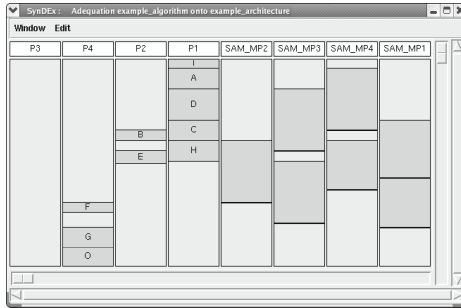 SynDEx : Adequation example_algorithm onto example_architecture
Window Edit
P3 P4 P2 P1 SAM_MP2 SAM_MP3 SAM_MP4 SAM_MP1
I
A
D
C
B
H
E
F
G
O